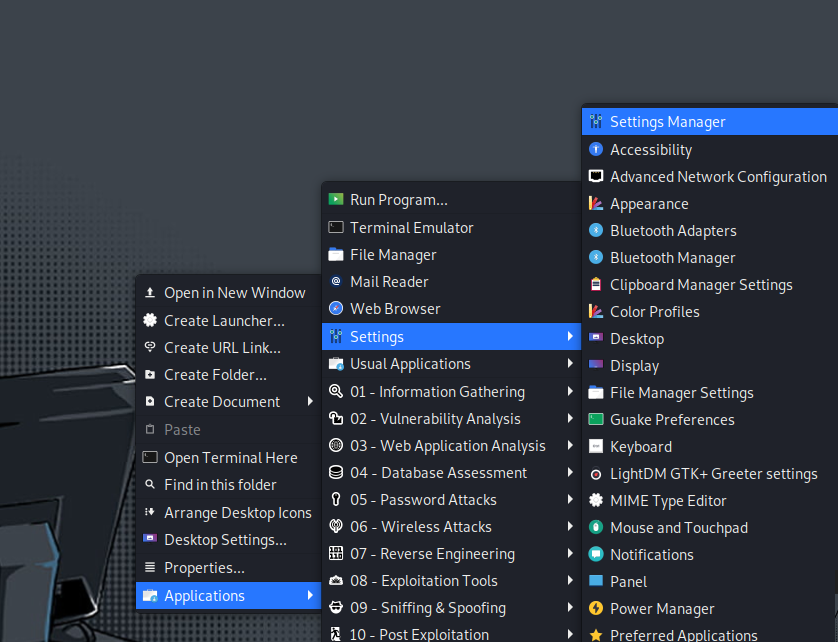 Open in New Window
Create Launcher...
Create URL Link...
Create Folder...
Create Document
Paste
Open Terminal Here
Find in this folder
Arrange Desktop Icons
Desktop Settings...
Properties...
Applications
Run Program...
Terminal Emulator
File Manager
Mail Reader
Web Browser
Settings
Usual Applications
01 - Information Gathering
02 - Vulnerability Analysis
03 - Web Application Analysis
04 - Database Assessment
05 - Password Attacks
06 - Wireless Attacks
07 - Reverse Engineering
08 - Exploitation Tools
09 - Sniffing & Spoofing
10 - Post Exploitation
Settings Manager
Accessibility
Advanced Network Configuration
Appearance
Bluetooth Adapters
Bluetooth Manager
Clipboard Manager Settings
Color Profiles
Desktop
Display
File Manager Settings
Guake Preferences
Keyboard
LightDM GTK+ Greeter settings
MIME Type Editor
Mouse and Touchpad
Notifications
Panel
Power Manager
Preferred Applications